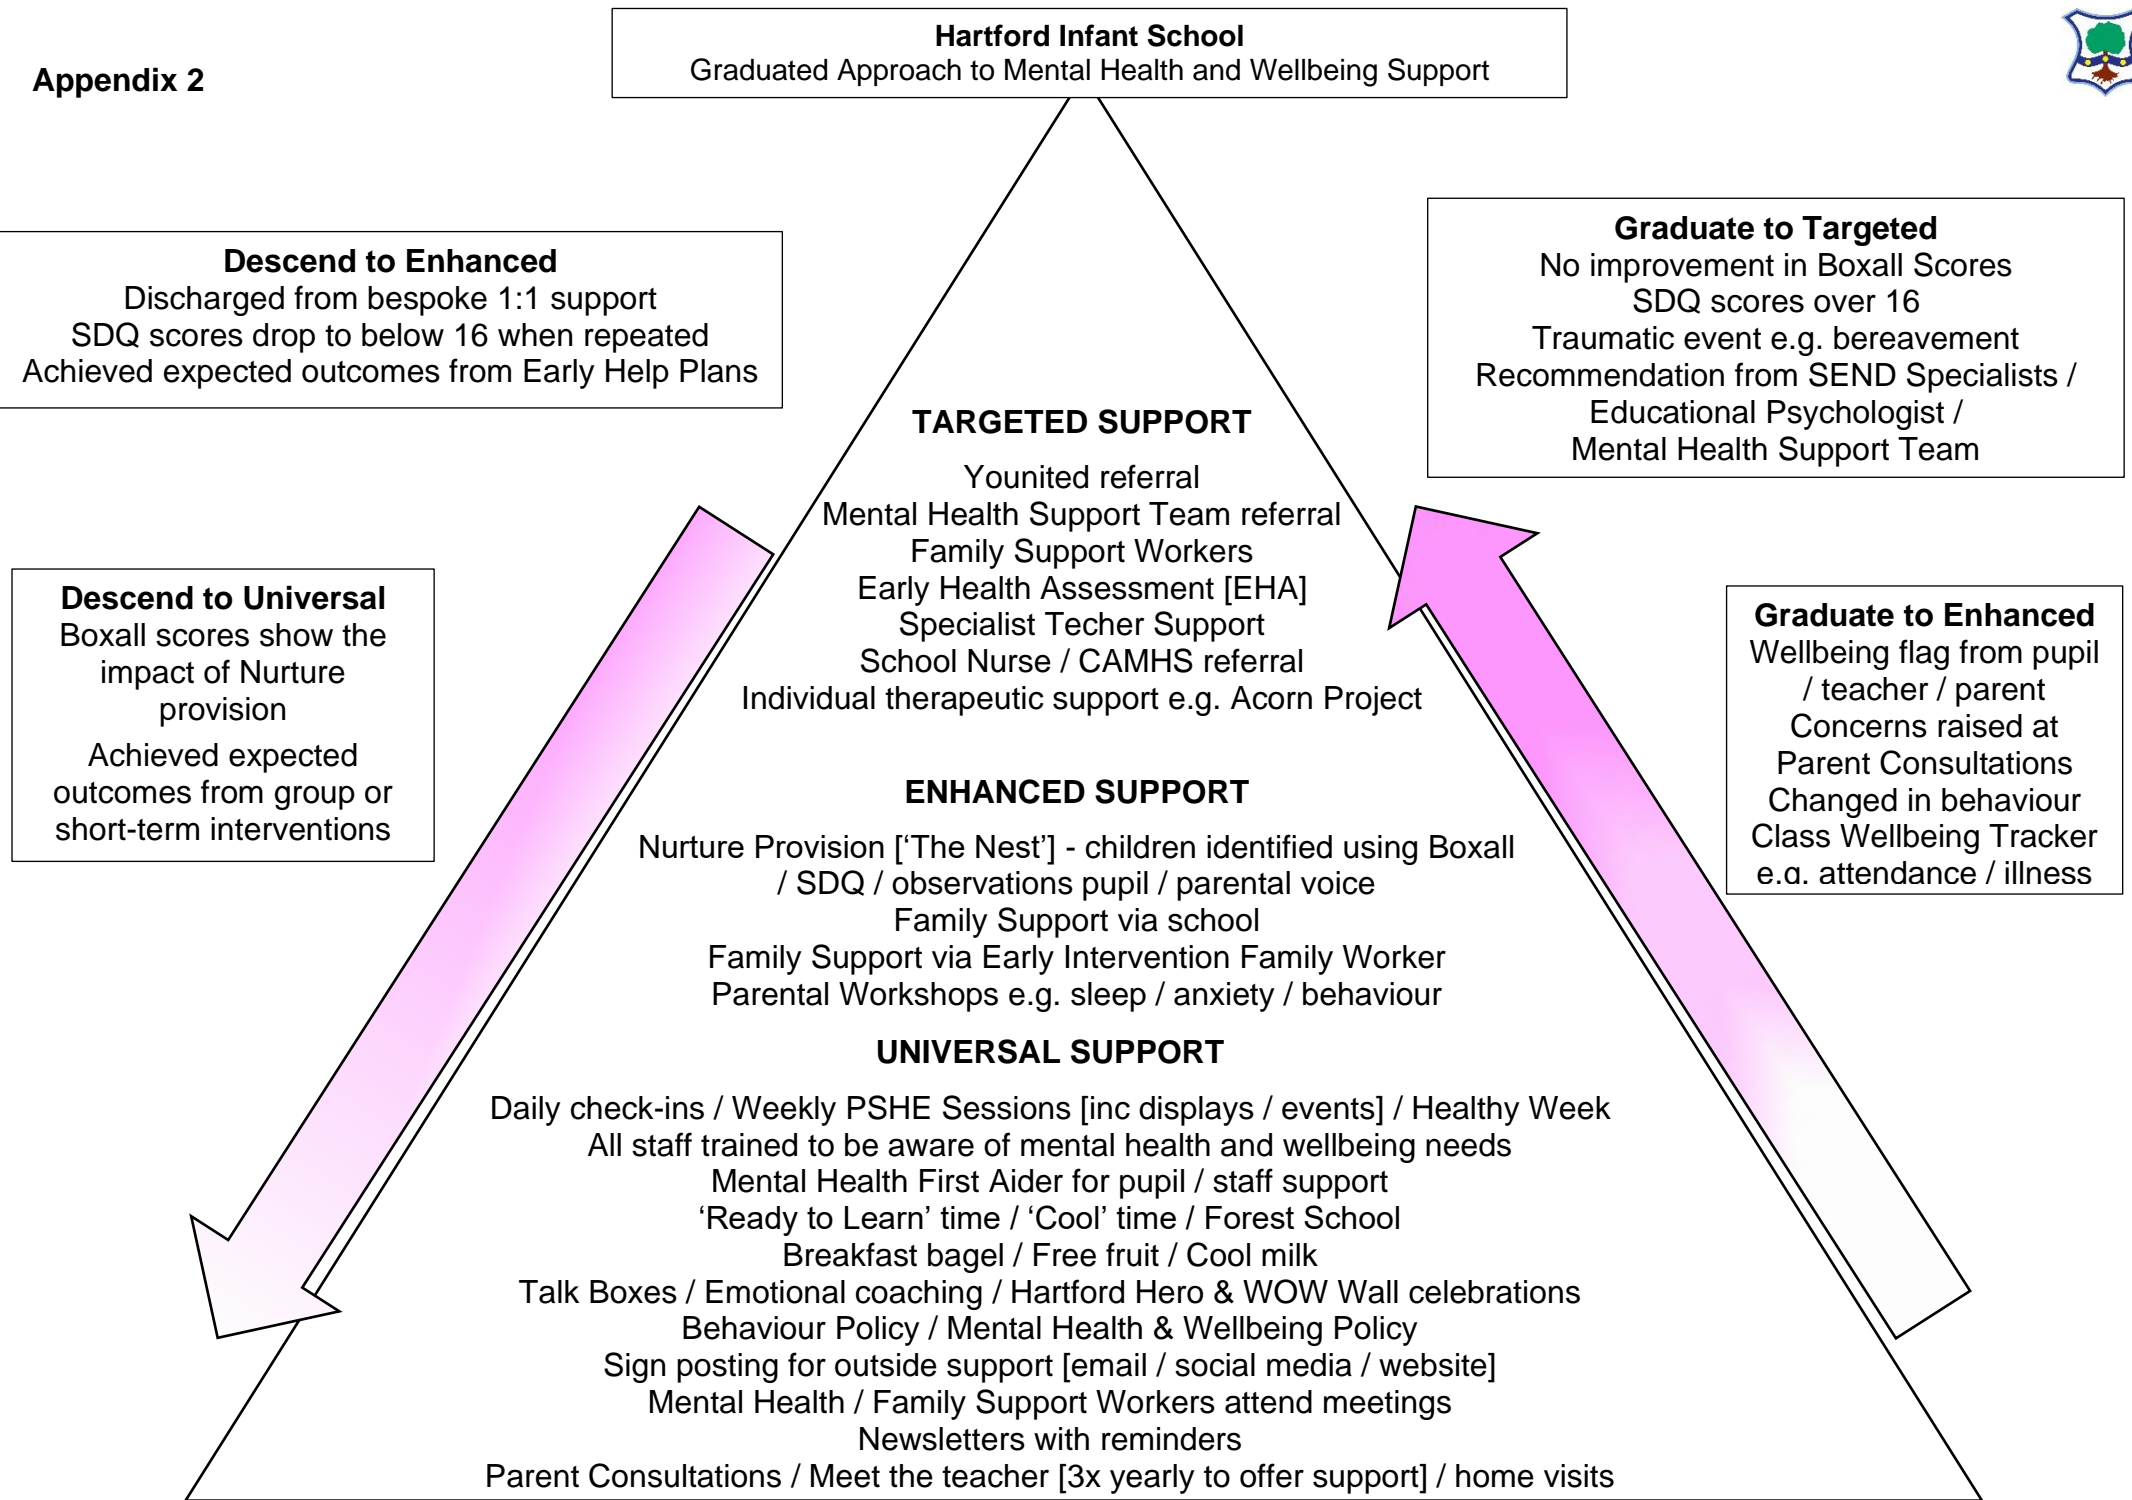 Appendix 2
Hartford Infant School
Graduated Approach to Mental Health and Wellbeing Support
Descend to Enhanced
Discharged from bespoke 1:1 support
SDQ scores drop to below 16 when repeated
Achieved expected outcomes from Early Help Plans
Graduate to Targeted
No improvement in Boxall Scores
SDQ scores over 16
Traumatic event e.g. bereavement
Recommendation from SEND Specialists /
Educational Psychologist /
Mental Health Support Team
Descend to Universal
Boxall scores show the
impact of Nurture
provision
Achieved expected
outcomes from group or
short-term interventions
Graduate to Enhanced
Wellbeing flag from pupil
/ teacher / parent
Concerns raised at
Parent Consultations
Changed in behaviour
Class Wellbeing Tracker
e.g. attendance / illness
TARGETED SUPPORT
Younited referral
Mental Health Support Team referral
Family Support Workers
Early Health Assessment [EHA]
Specialist Techer Support
School Nurse / CAMHS referral
Individual therapeutic support e.g. Acorn Project
ENHANCED SUPPORT
Nurture Provision [‘The Nest’] - children identified using Boxall
/ SDQ / observations pupil / parental voice
Family Support via school
Family Support via Early Intervention Family Worker
Parental Workshops e.g. sleep / anxiety / behaviour
UNIVERSAL SUPPORT
Daily check-ins / Weekly PSHE Sessions [inc displays / events] / Healthy Week
All staff trained to be aware of mental health and wellbeing needs
Mental Health First Aider for pupil / staff support
‘Ready to Learn’ time / ‘Cool’ time / Forest School
Breakfast bagel / Free fruit / Cool milk
Talk Boxes / Emotional coaching / Hartford Hero & WOW Wall celebrations
Behaviour Policy / Mental Health & Wellbeing Policy
Sign posting for outside support [email / social media / website]
Mental Health / Family Support Workers attend meetings
Newsletters with reminders
Parent Consultations / Meet the teacher [3x yearly to offer support] / home visits